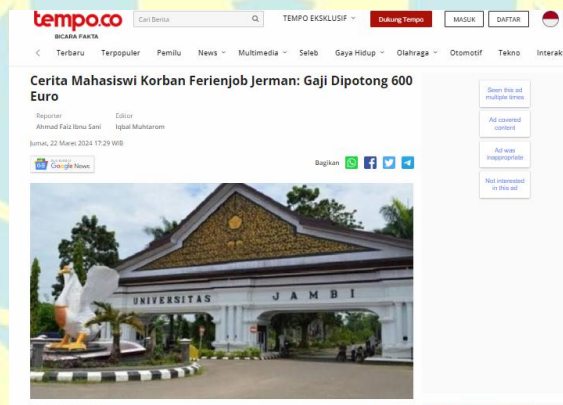 tempo.co
BICARA FAKTA
Cari Berita
TEMPO EKSKLUSIF
Dukung Tempo
MASUK
DAFTAR
Terbaru Terpopuler Pemilu News Multimedia Seleb Gaya Hidup Olahraga Otomotif Tekno Interak
Cerita Mahasiswi Korban Ferienjob Jerman: Gaji Dipotong 600
Euro
Reporter
Ahmad Faiz Ibnu Sani
Editor
Iqbal Muhtarom
Jumat, 22 Maret 2024 17:29 WIB
Google News
Bagikan
UNIVERSITAS JAMBI
Seen this ad
multiple times
Ad covered
content
Ad was
inappropriate
Not interested
in this ad